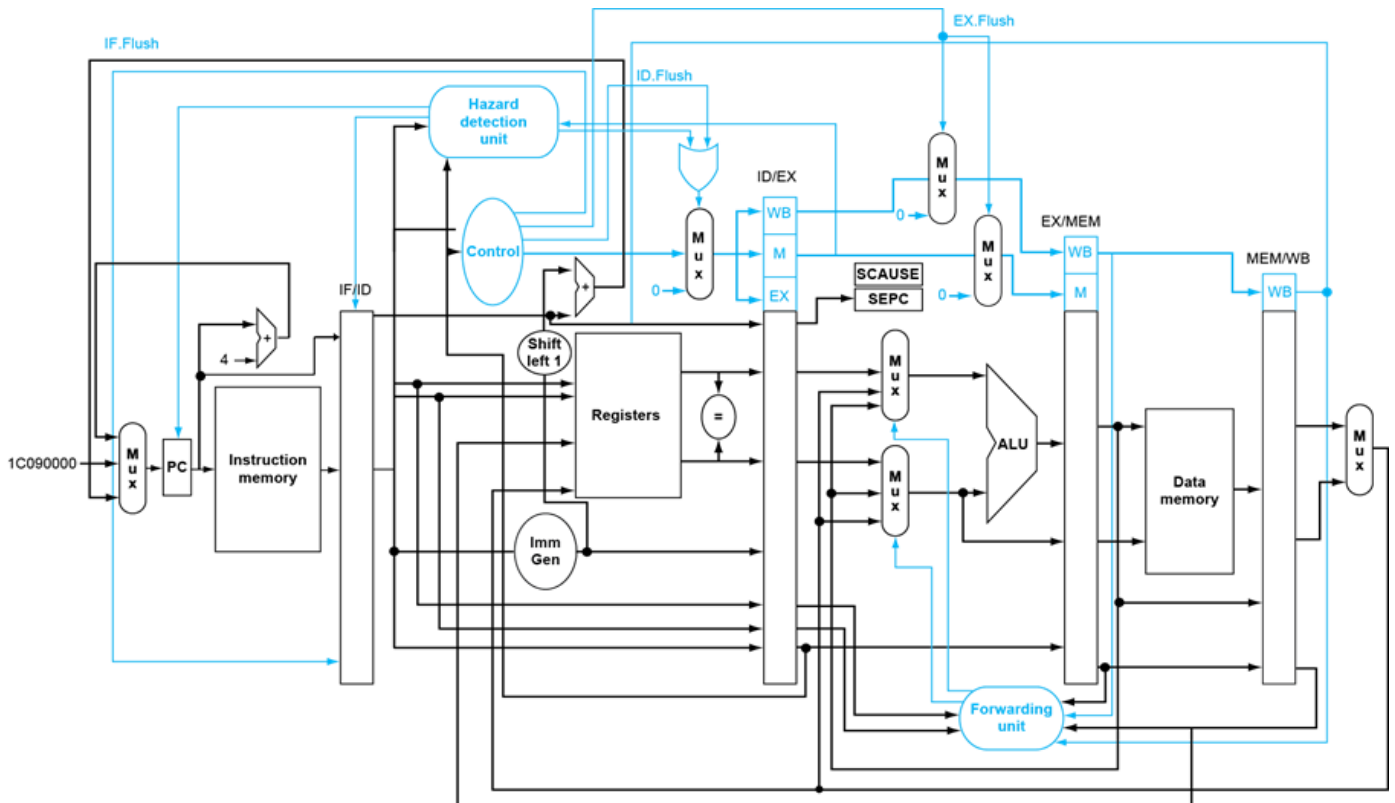 EX.Flush
IF.Flush
ID.Flush
Hazard
detection
unit
Mux
ID/EX
WB
0
EX/MEM
Control
Mux
M
Mux
WB
MEM/WB
SCAUSE
IF/ID
+
0
EX
SEPC
0
M
WB
+
4
Shift
left 1
Mux
Registers
=
Mux
1C090000
Mux
PC
Instruction
memory
ALU
Mux
Data
memory
Imm
Gen
Forwarding
unit